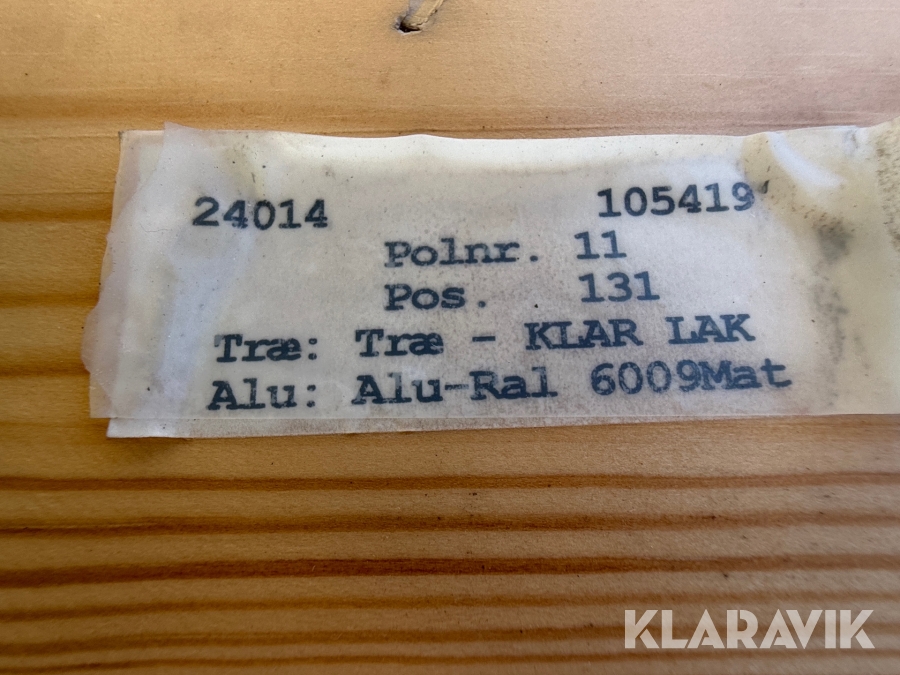 24014 105419
Polnr. 11
Pos. 131
Træ: Træ - KLAR LAK
Alu: Alu-Ral 6009Mat
KLARAVIK